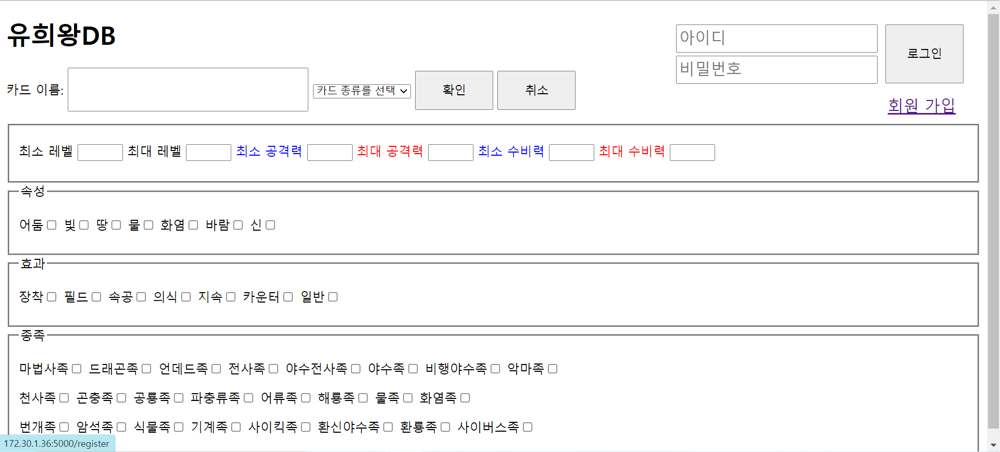 유희왕DB
아이디
비밀번호
로그인
회원 가입
카드 이름: 카드 종류를 선택 확인 취소
최소 레벨 최대 레벨 최소 공격력 최대 공격력 최소 수비력 최대 수비력
속성
어둠 빛 땅 물 화염 바람 신
효과
장착 필드 속공 의식 지속 카운터 일반
종족
마법사족 드래곤족 언데드족 전사족 야수전사족 야수족 비행야수족 악마족
천사족 곤충족 공룡족 파충류족 어류족 해룡족 물족 화염족
번개족 암석족 식물족 기계족 사이킥족 환신야수족 환룡족 사이버스족
172.30.1.36:5000/register